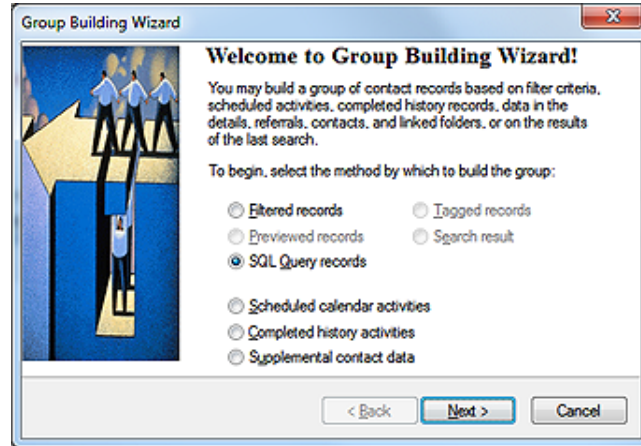 Group Building Wizard
Welcome to Group Building Wizard!
You may build a group of contact records based on filter criteria,
scheduled activities, completed history records, data in the
details, referrals, contacts, and linked folders, or on the results
of the last search.
To begin, select the method by which to build the group:
Filtered records
Tagged records
Previewed records
Search result
SQL Query records
Scheduled calendar activities
Completed history activities
Supplemental contact data
< Back
Next >
Cancel